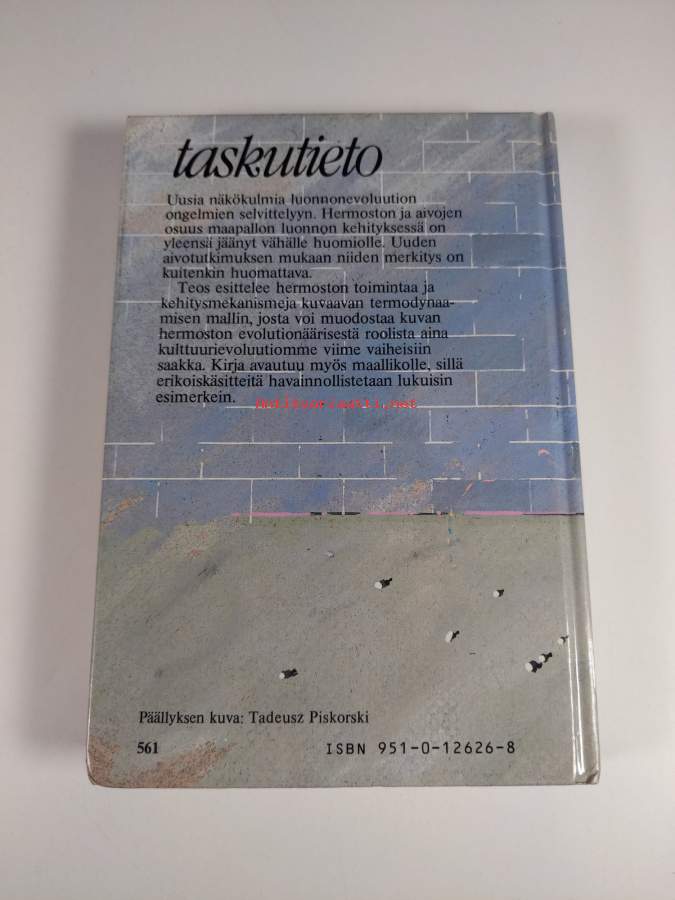 taskutieto
Uusia näkökulmia luonnonevoluution
ongelmien selvittelyyn. Hermoston ja aivojen
osuus maapallon luonnon kehityksessä on
yleensä jäänyt vähälle huomiolle. Uuden
aivotutkimuksen mukaan niiden merkitys on
kuitenkin huomattava.
Teos esittelee hermoston toimintaa ja
kehitysmekanismeja kuvaavan termodynaa-
misen mallin, josta voi muodostaa kuvan
hermoston evolutionäärisestä roolista aina
kulttuurievoluutiomme viime vaiheisiin
saakka. Kirja avautuu myös maallikolle, sillä
erikoiskäsitteitä havainnollistetaan lukuisin
esimerkein.
Antikvariaatti.net
Päällyksen kuva: Tadeusz Piskorski
561 ISBN 951-0-12626-8